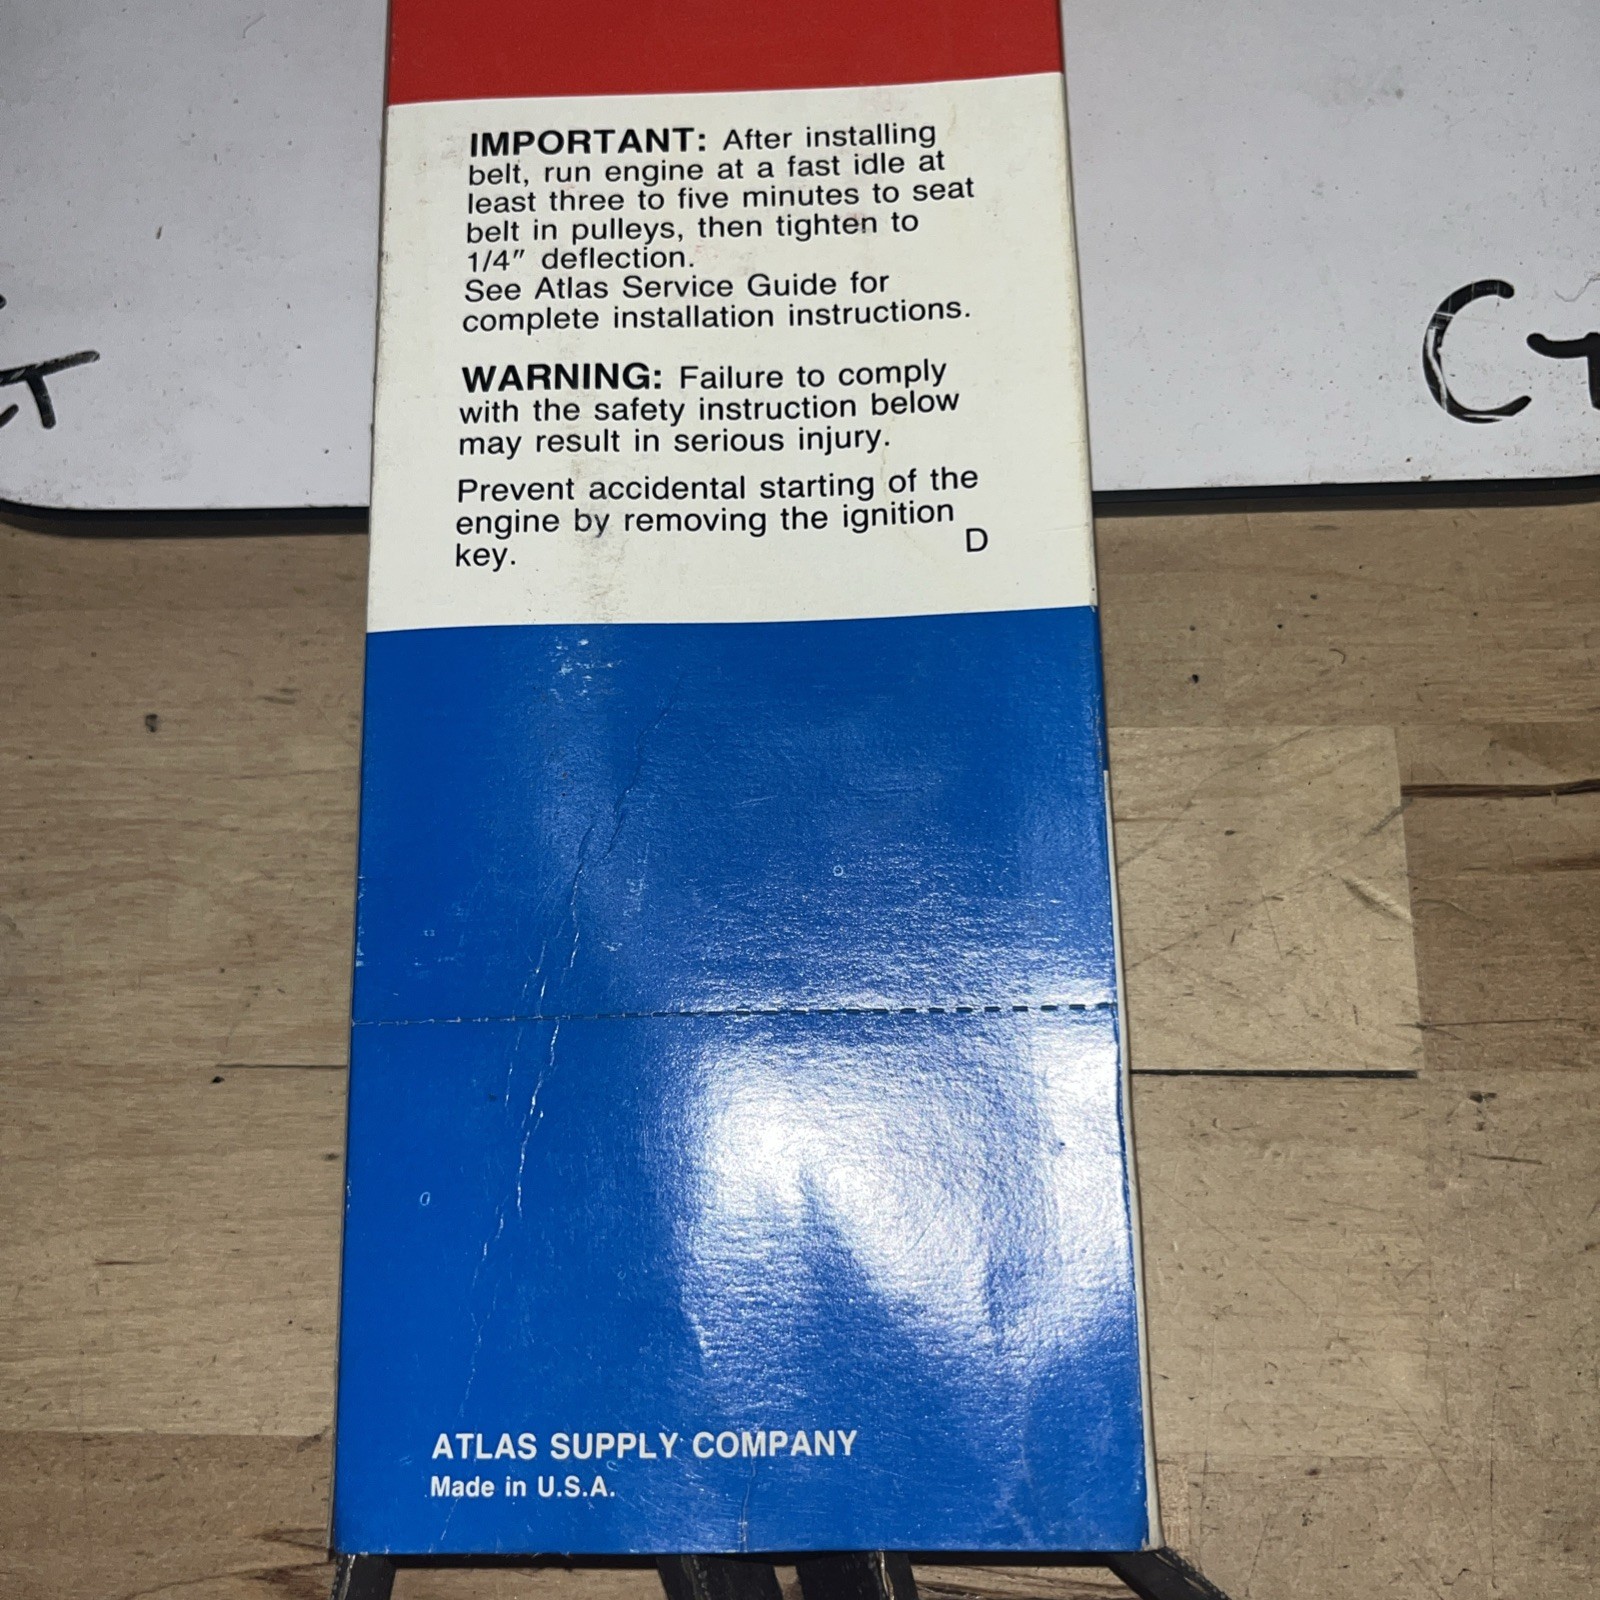 IMPORTANT: After installing
belt, run engine at a fast idle at
least three to five minutes to seat
belt in pulleys, then tighten to
1/4" deflection.
See Atlas Service Guide for
complete installation instructions.
WARNING: Failure to comply
with the safety instruction below
may result in serious injury.
Prevent accidental starting of the
engine by removing the ignition
key. D
ATLAS SUPPLY COMPANY
Made in U.S.A.